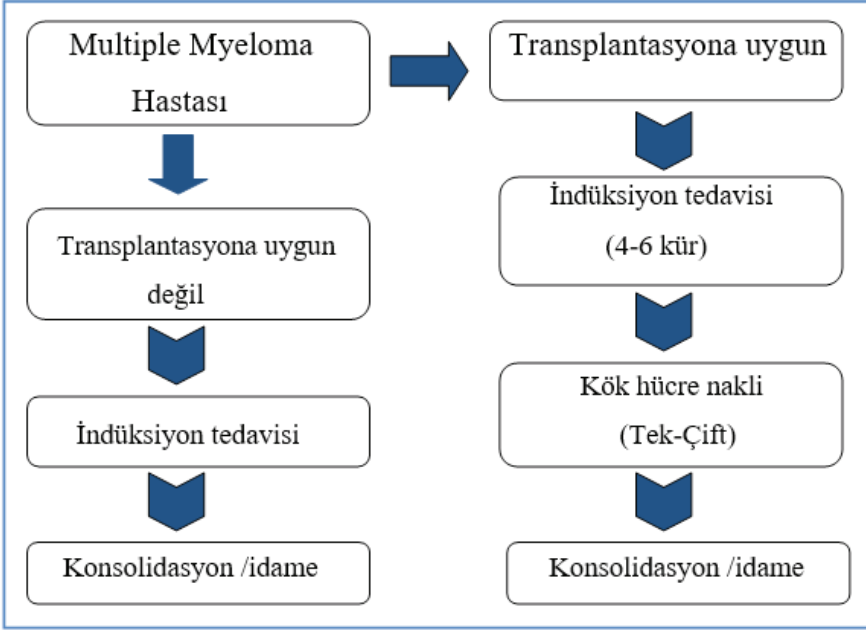 Multiple Myeloma
Hastası
Transplantasyona uygun
değil
İndüksiyon tedavisi
Konsolidasyon /idame
Transplantasyona uygun
İndüksiyon tedavisi
(4-6 kür)
Kök hücre nakli
(Tek-Çift)
Konsolidasyon /idame